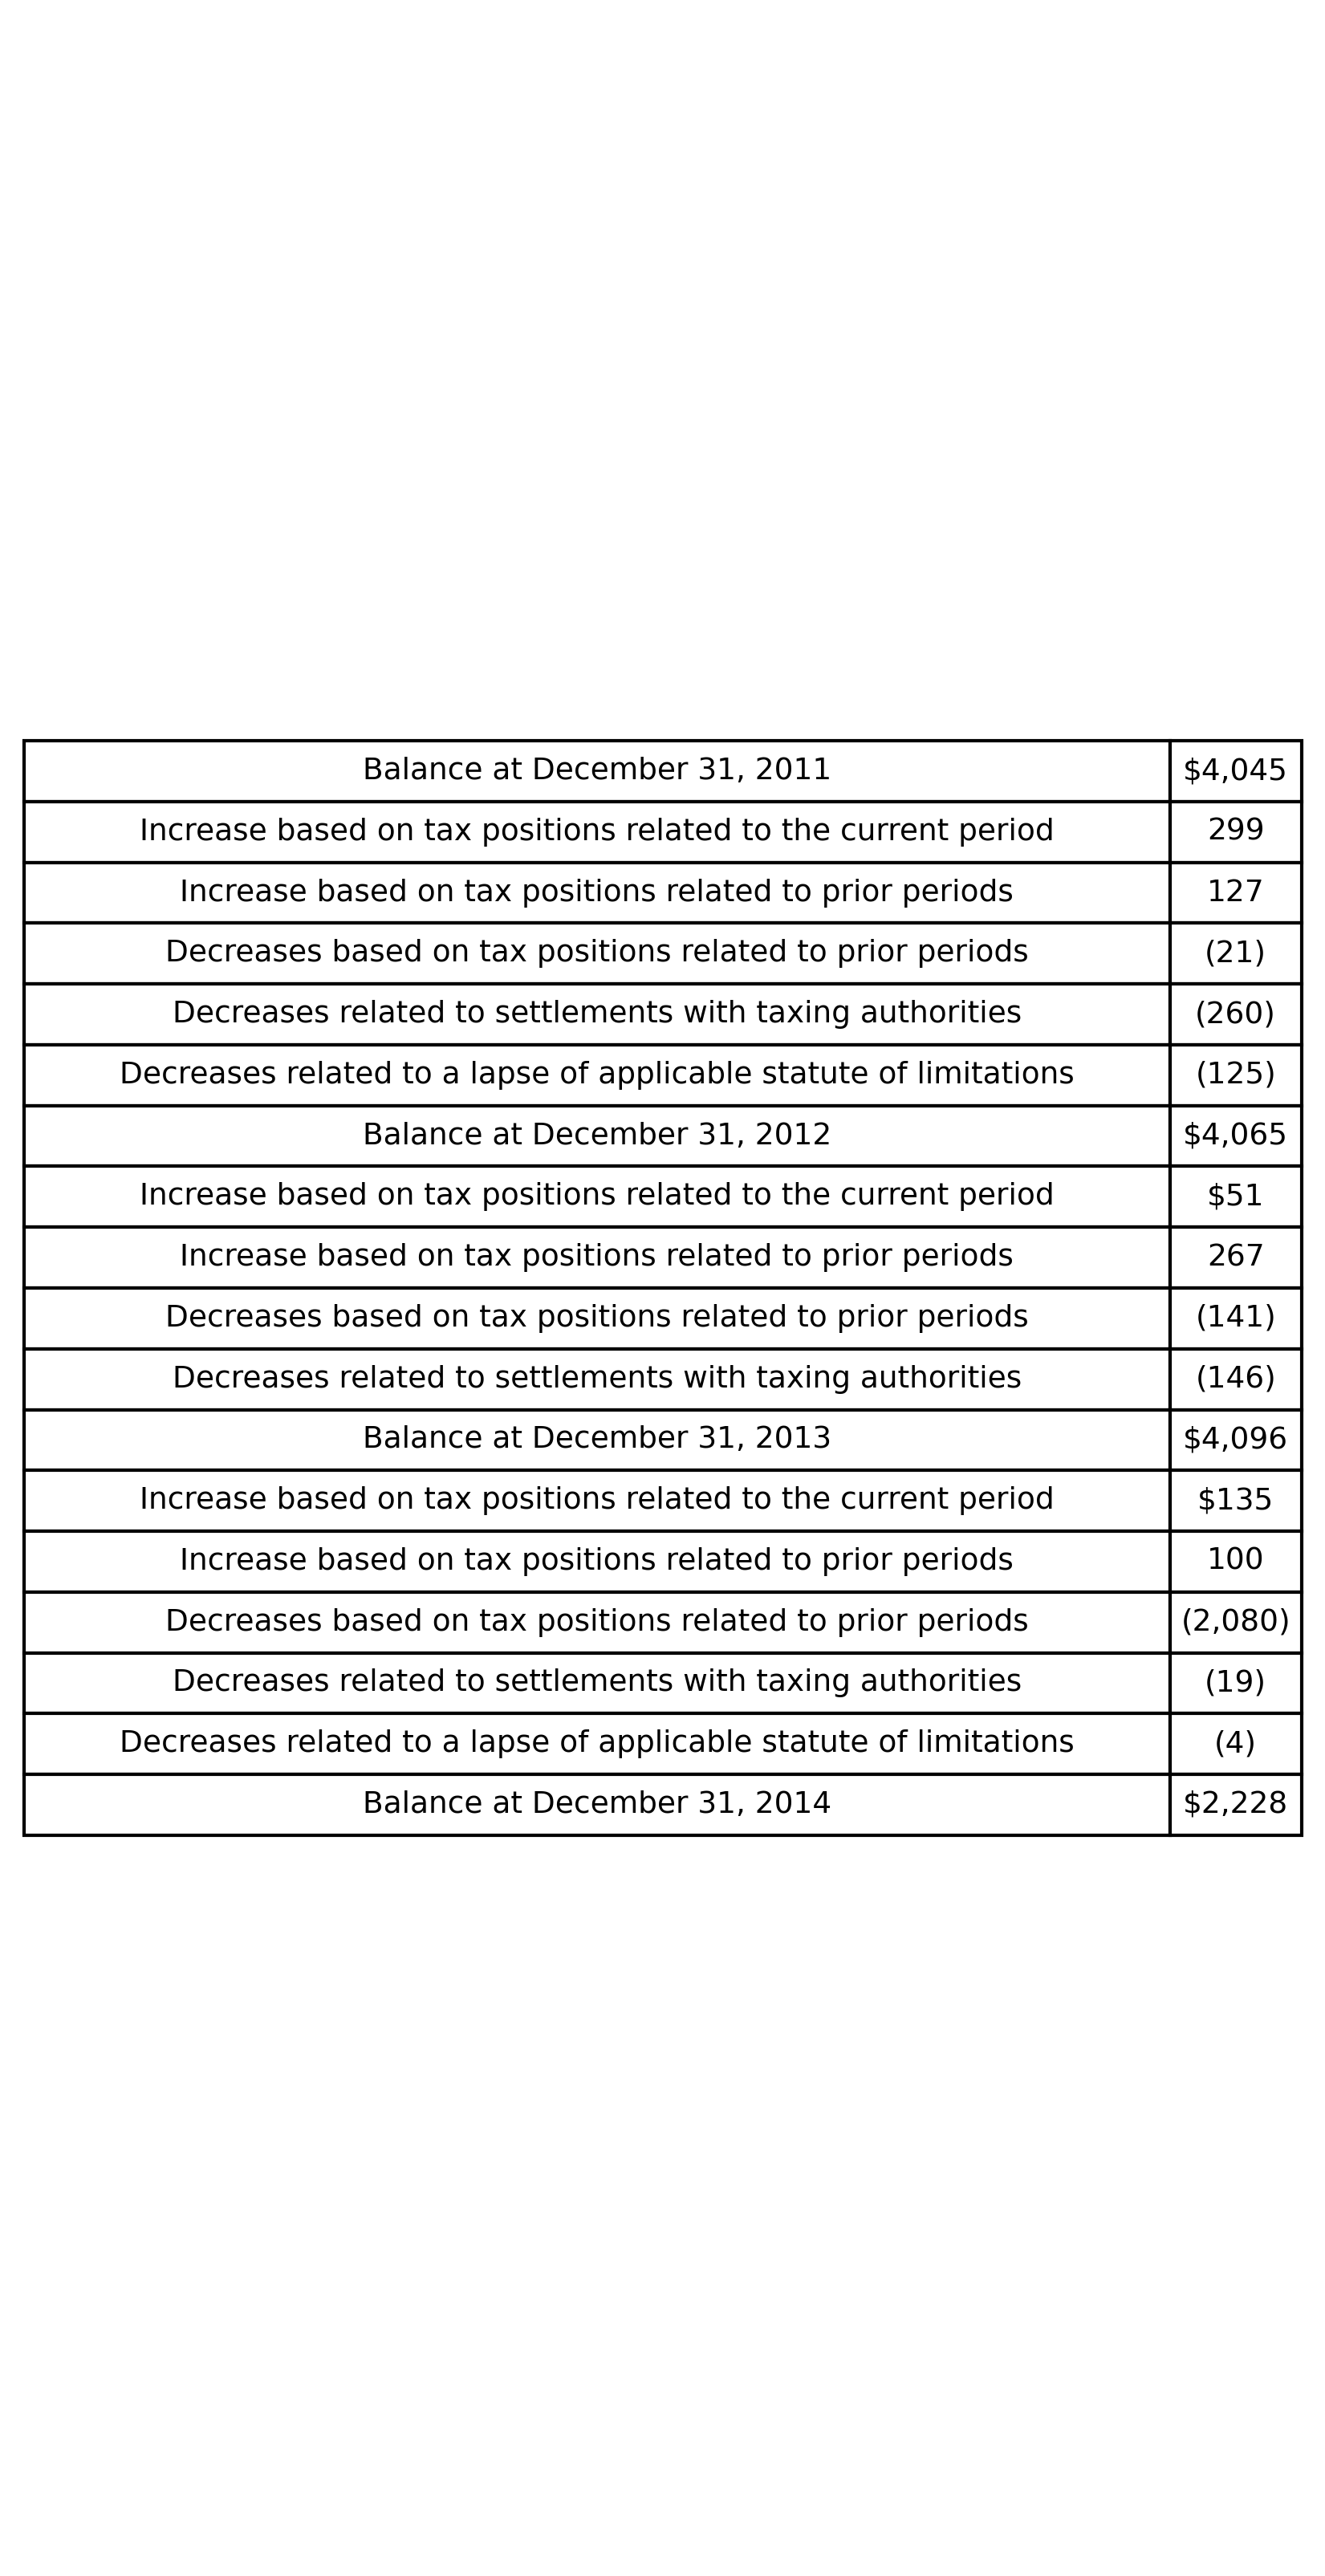 Balance at December 31, 2011 $4,045
Increase based on tax positions related to the current period 299
Increase based on tax positions related to prior periods 127
Decreases based on tax positions related to prior periods (21)
Decreases related to settlements with taxing authorities (260)
Decreases related to a lapse of applicable statute of limitations (125)
Balance at December 31, 2012 $4,065
Increase based on tax positions related to the current period $51
Increase based on tax positions related to prior periods 267
Decreases based on tax positions related to prior periods (141)
Decreases related to settlements with taxing authorities (146)
Balance at December 31, 2013 $4,096
Increase based on tax positions related to the current period $135
Increase based on tax positions related to prior periods 100
Decreases based on tax positions related to prior periods (2,080)
Decreases related to settlements with taxing authorities (19)
Decreases related to a lapse of applicable statute of limitations (4)
Balance at December 31, 2014 $2,228